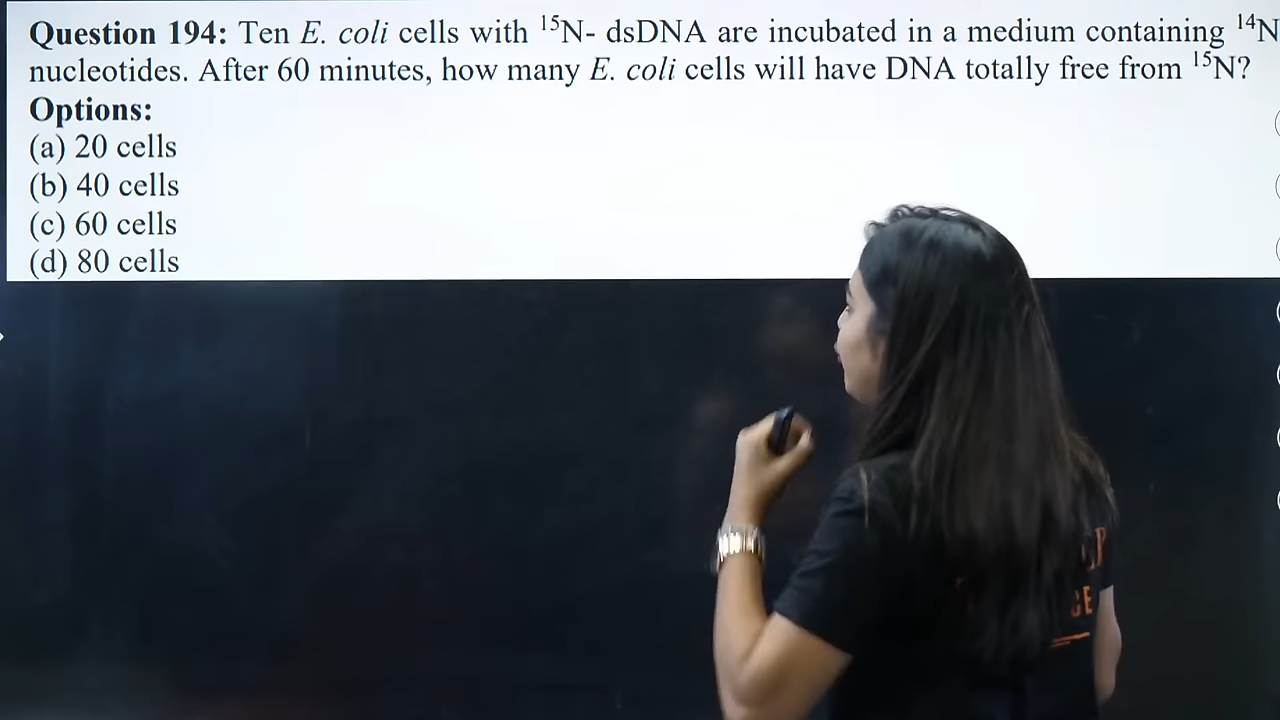 Question 194: Ten E. coli cells with ¹⁵N- dsDNA are incubated in a medium containing ¹⁴N
nucleotides. After 60 minutes, how many E. coli cells will have DNA totally free from ¹⁵N?
Options:
(a) 20 cells
(b) 40 cells
(c) 60 cells
(d) 80 cells